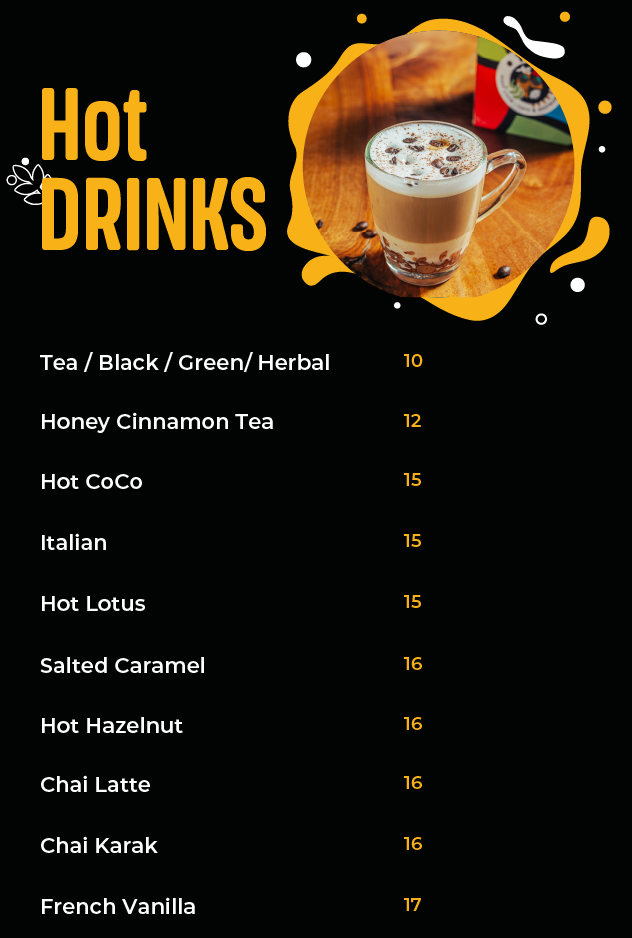 Hot
DRINKS
Tea / Black / Green/ Herbal 10
Honey Cinnamon Tea 12
Hot CoCo 15
Italian 15
Hot Lotus 15
Salted Caramel 16
Hot Hazelnut 16
Chai Latte 16
Chai Karak 16
French Vanilla 17